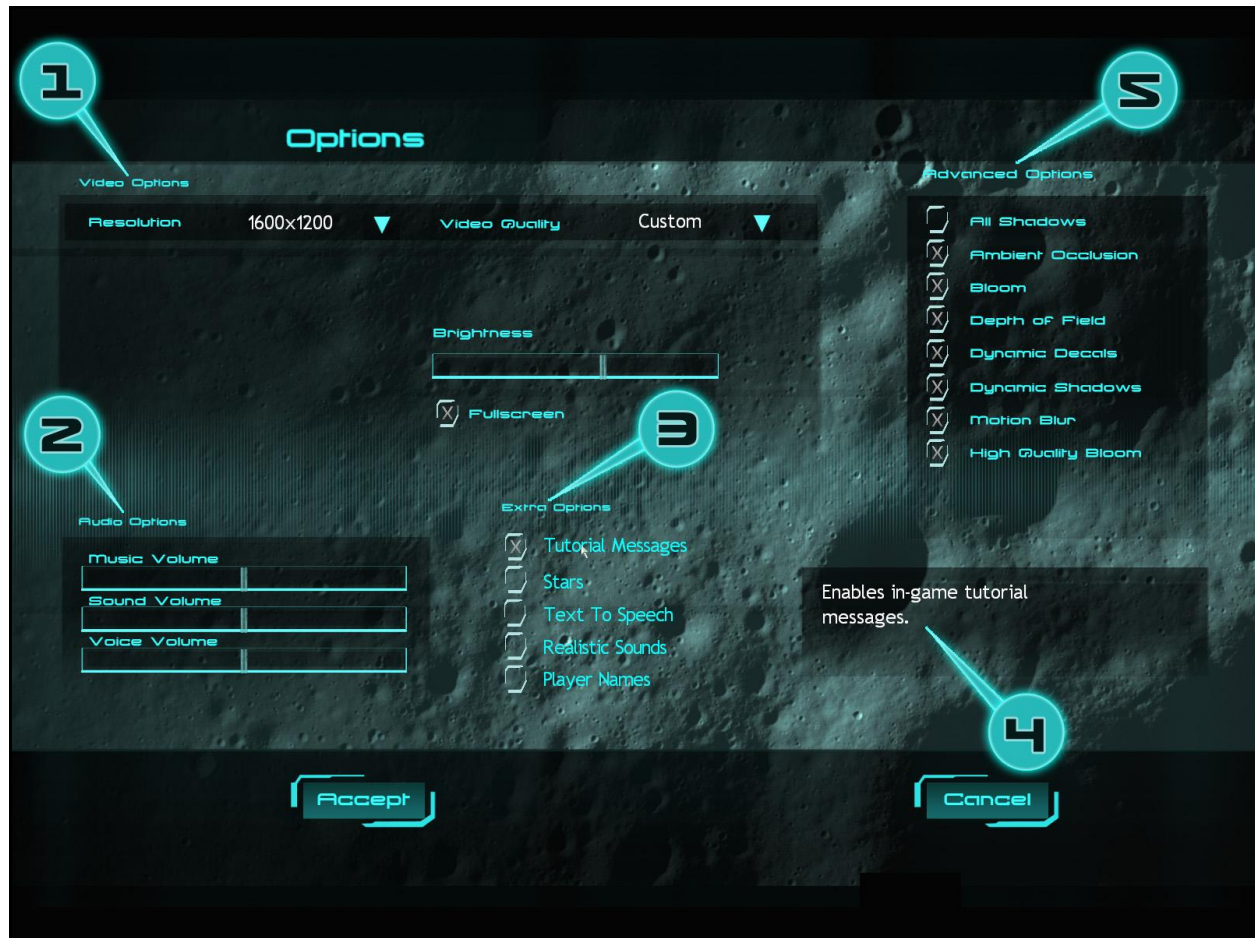 1
5
Options
Video Options
Advanced Options
Resolution 1600x1200 Video Quality Custom
All Shadows
X Ambient Occlusion
X Bloom
X Depth of Field
X Dynamic Decals
X Dynamic Shadows
X Motion Blur
X High Quality Bloom
Brightness
X Fullscreen
2
3
Audio Options
Music Volume
Sound Volume
Voice Volume
Extra Options
X Tutorial Messages
Stars
Text To Speech
Realistic Sounds
Player Names
Enables in-game tutorial
messages.
4
Accept
Cancel